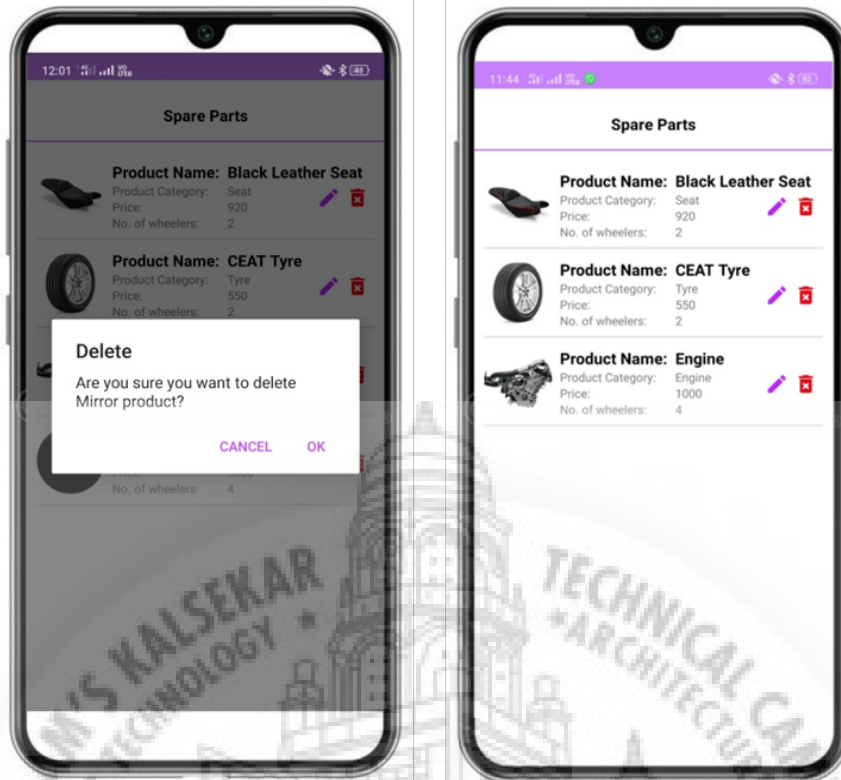 12:01
Spare Parts
Product Name: Black Leather Seat
Product Category: Seat
Price: 920
No. of wheelers: 2
Product Name: CEAT Tyre
Product Category: Tyre
Price: 550
No. of wheelers: 2
Delete
Are you sure you want to delete
Mirror product?
CANCEL OK
No. of wheelers: 4
11:44
Spare Parts
Product Name: Black Leather Seat
Product Category: Seat
Price: 920
No. of wheelers: 2
Product Name: CEAT Tyre
Product Category: Tyre
Price: 550
No. of wheelers: 2
Product Name: Engine
Product Category: Engine
Price: 1000
No. of wheelers: 4
KALSEKAR
TECHNICAL